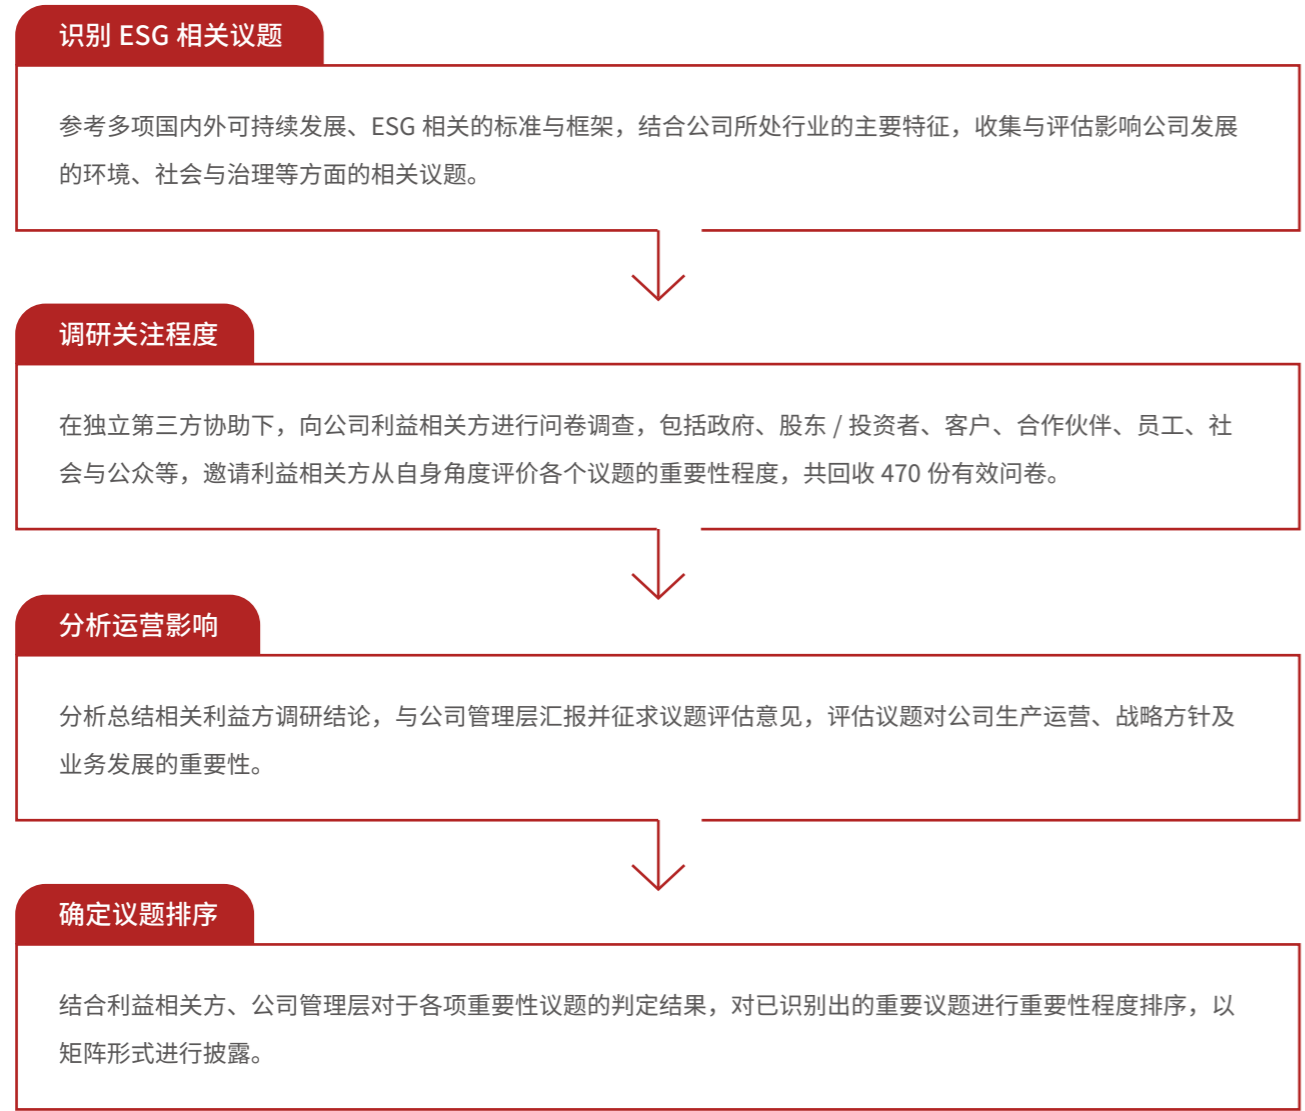 识别 ESG 相关议题
参考多项国内外可持续发展、ESG 相关的标准与框架，结合公司所处行业的主要特征，收集与评估影响公司发展
的环境、社会与治理等方面的相关议题。
调研关注程度
在独立第三方协助下，向公司利益相关方进行问卷调查，包括政府、股东 / 投资者、客户、合作伙伴、员工、社
会与公众等，邀请利益相关方从自身角度评价各个议题的重要性程度，共回收 470 份有效问卷。
分析运营影响
分析总结相关利益方调研结论，与公司管理层汇报并征求议题评估意见，评估议题对公司生产运营、战略方针及
业务发展的重要性。
确定议题排序
结合利益相关方、公司管理层对于各项重要性议题的判定结果，对已识别出的重要议题进行重要性程度排序，以
矩阵形式进行披露。